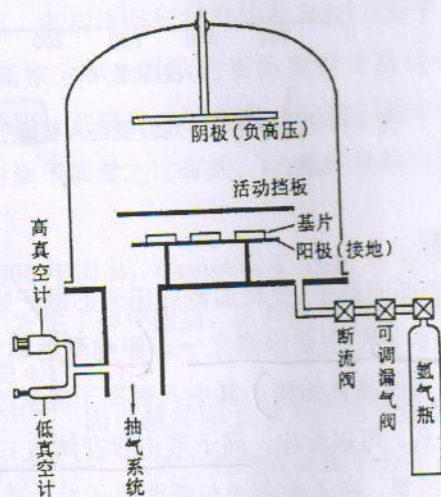 阴极(负高压)
活动挡板
基片
阳极(接地)
高真空计
低真空计
抽气系统
断流阀
可调漏气阀
氩气瓶